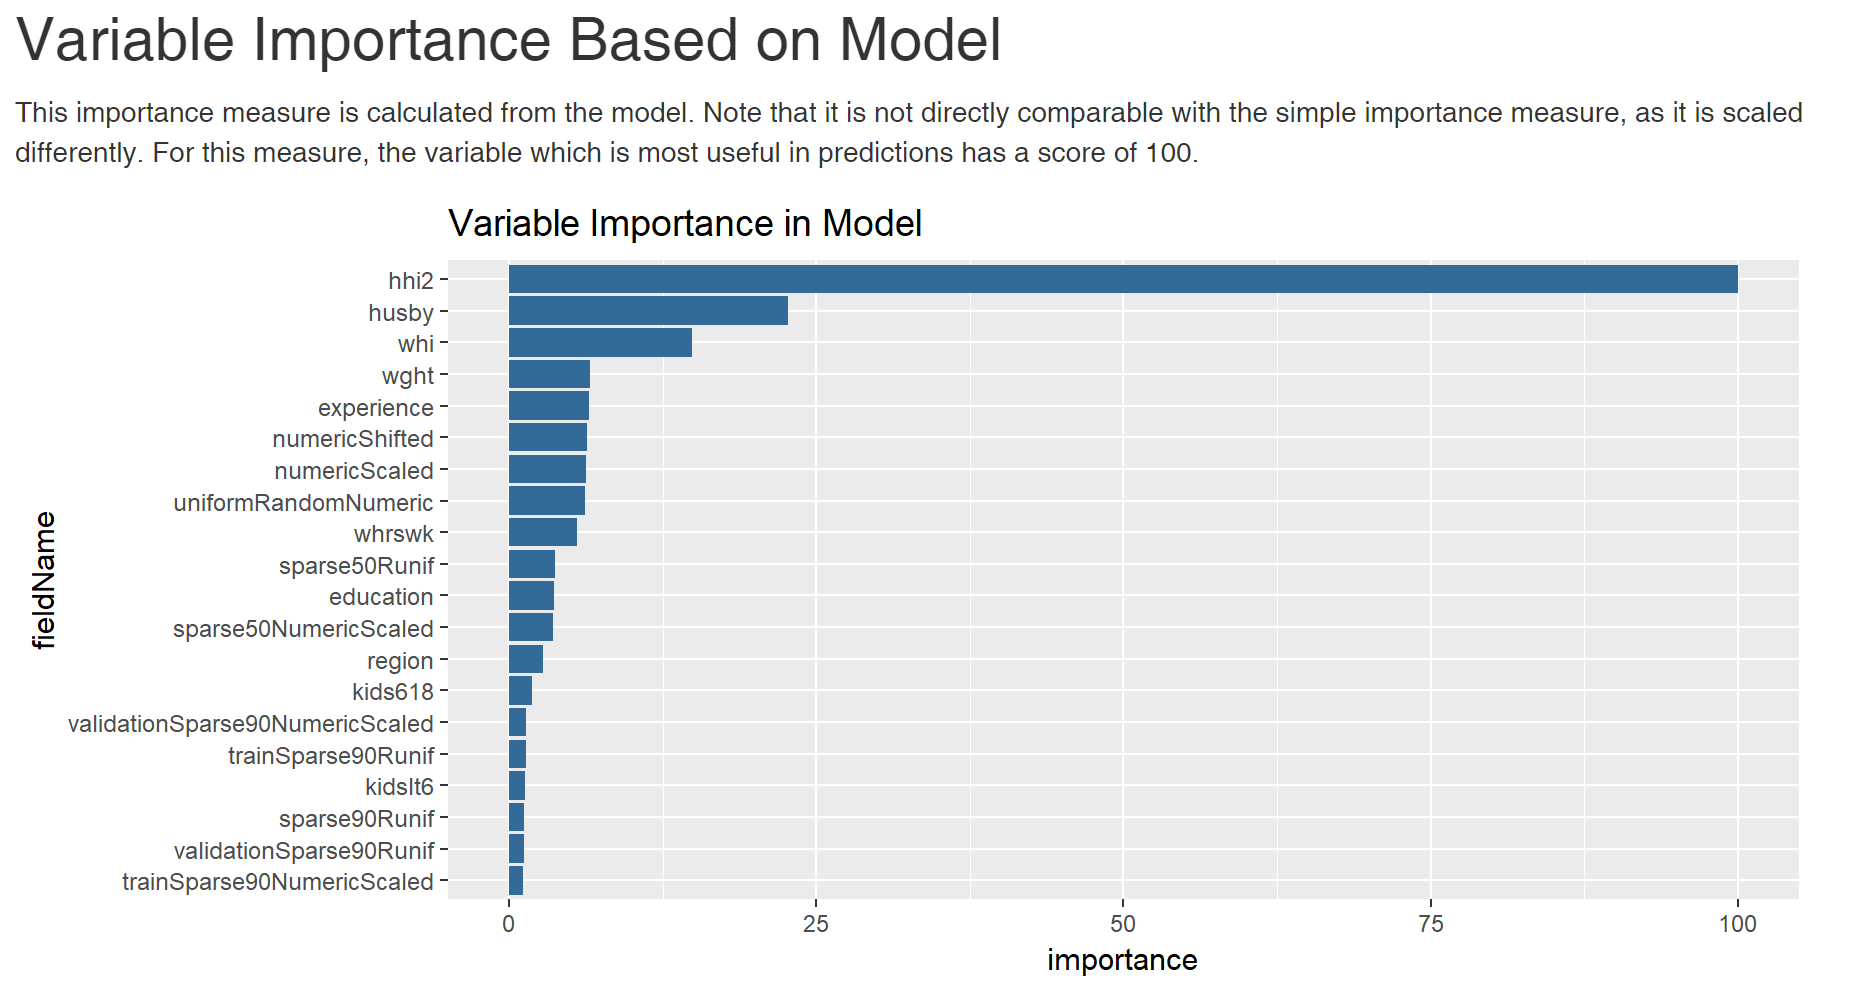 Variable Importance Based on Model
This importance measure is calculated from the model. Note that it is not directly comparable with the simple importance measure, as it is scaled
differently. For this measure, the variable which is most useful in predictions has a score of 100.
Variable Importance in Model
fieldName
hhi2
husby
whi
wght
experience
numericShifted
numericScaled
uniformRandomNumeric
whrswk
sparse50Runif
education
sparse50NumericScaled
region
kids618
validationSparse90NumericScaled
trainSparse90Runif
kidslt6
sparse90Runif
validationSparse90Runif
trainSparse90NumericScaled
0 25 50 75 100
importance